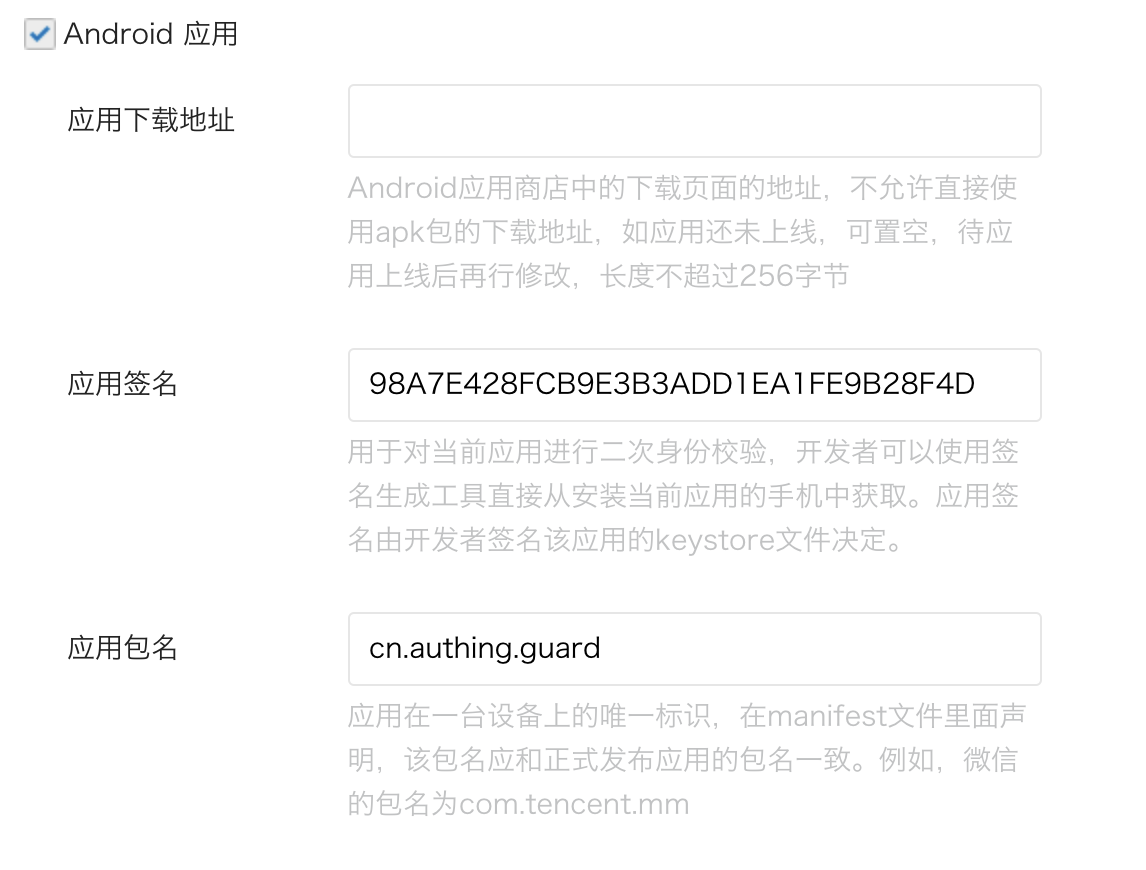 Android 应用
应用下载地址
Android应用商店中的下载页面的地址，不允许直接使
用apk包的下载地址，如应用还未上线，可置空，待应
用上线后再行修改，长度不超过256字节
应用签名
98A7E428FCB9E3B3ADD1EA1FE9B28F4D
用于对当前应用进行二次身份校验，开发者可以使用签
名生成工具直接从安装当前应用的手机中获取。应用签
名由开发者签名该应用的keystore文件决定。
应用包名
cn.authing.guard
应用在一台设备上的唯一标识，在manifest文件里面声
明，该包名应和正式发布应用的包名一致。例如，微信
的包名为com.tencent.mm